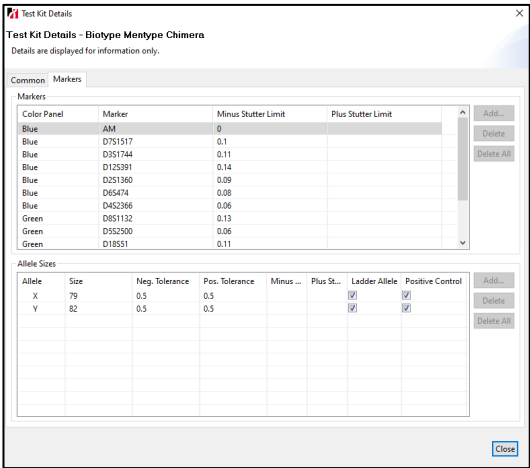 Test Kit Details
Test Kit Details - Biotype Mentype Chimera
Details are displayed for information only.
Common Markers
Markers
Color Panel Marker Minus Stutter Limit Plus Stutter Limit Add...
Blue AM 0
Delete
Blue D7S1517 0.1
Blue D3S1744 0.11 Delete All
Blue D12S391 0.14
Blue D2S1360 0.09
Blue D6S474 0.08
Blue D4S2366 0.06
Green D8S1132 0.13
Green D5S2500 0.06
Green D18S51 0.11
Allele Sizes
Allele Size Neg. Tolerance Pos. Tolerance Minus ... Plus St... Ladder Allele Positive Control Add...
X 79 0.5 0.5
Delete
Y 82 0.5 0.5
Delete All
Close